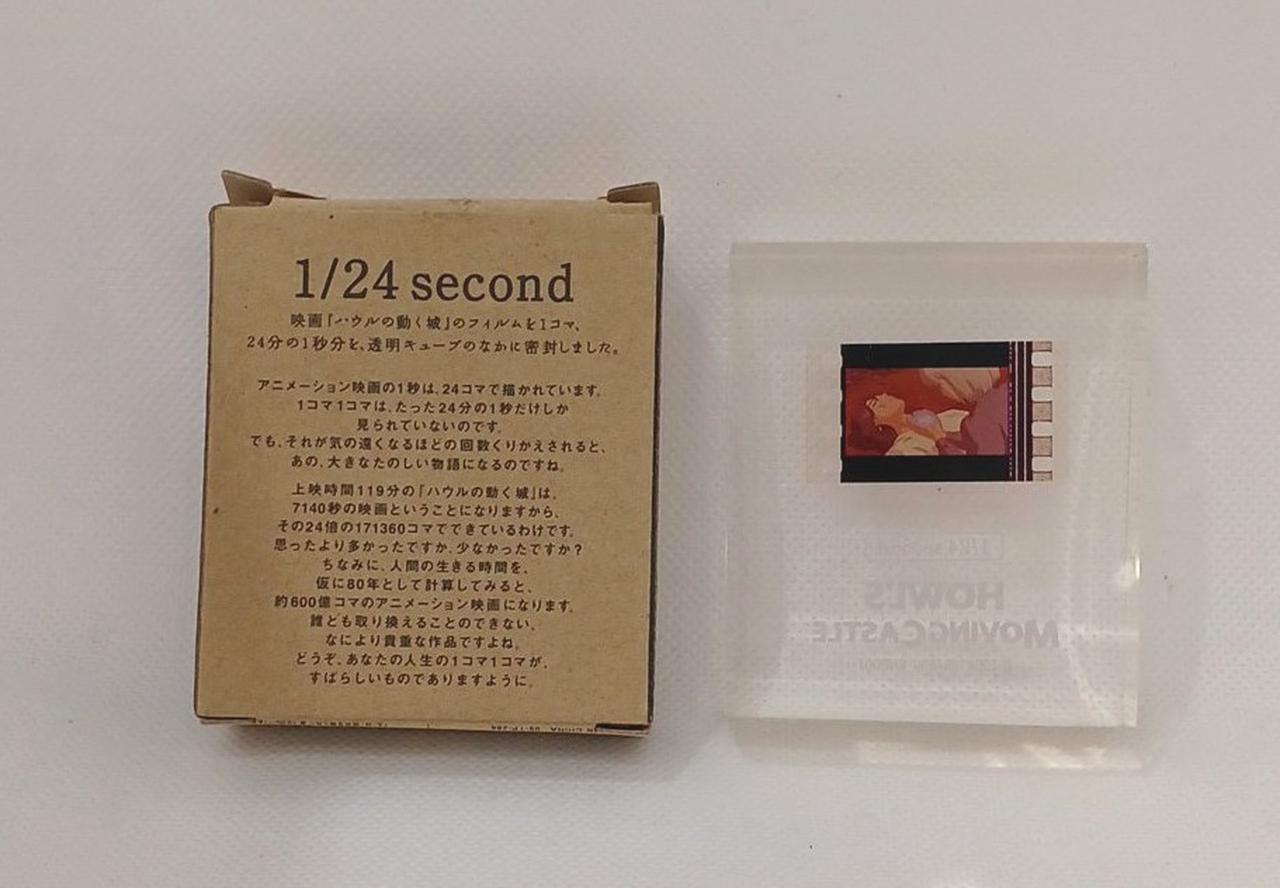 1/24 second
映画『ハウルの動く城』のフィルムを1コマ、
24分の1秒分を、透明キューブのなかに密封しました。
アニメーション映画の1秒は、24コマで描かれています。
1コマ1コマは、たった24分の1秒だけしか
見られていないのです。
でも、それが気の遠くなるほどの回数くりかえされると、
あの、大きなたのしい物語になるのですね。
上映時間119分の『ハウルの動く城』は、
7140秒の映画ということになりますから、
その24倍の171360コマでできているわけです。
思ったより多かったですか、少なかったですか?
ちなみに、人間の生きる時間を、
仮に80年として計算してみると、
約600億コマのアニメーション映画になります。
誰とも取り換えることのできない、
なにより貴重な作品ですよね。
どうぞ、あなたの人生の1コマ1コマが、
すばらしいものでありますように。
1/24 second
HOWL'S
MOVING CASTLE